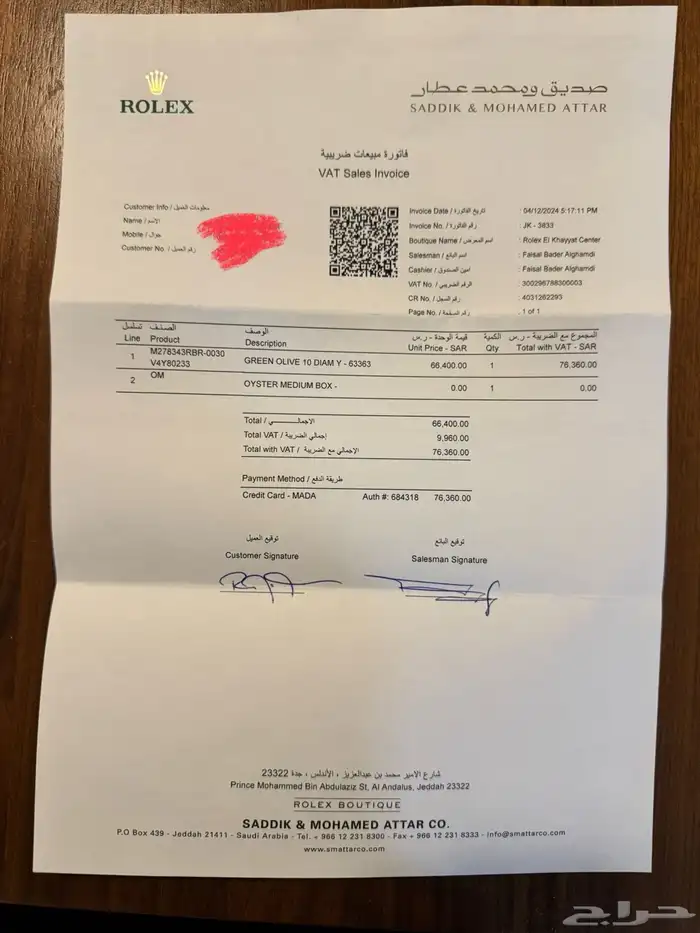 ROLEX
صديق ومحمد عطار
SADDIK & MOHAMED ATTAR
فاتورة مبيعات ضريبية
VAT Sales Invoice
Customer Info / معلومات العميل
Name / الاسم
Mobile / جوال
Customer No. / رقم العميل
Invoice Date / تاريخ الفاتورة : 04/12/2024 5:17:11 PM
Invoice No. / رقم الفاتورة : JK - 3833
Boutique Name / اسم المعرض : Rolex El Khayyat Center
Salesman / اسم البائع : Faisal Bader Alghamdi
Cashier / امين الصندوق : Faisal Bader Alghamdi
VAT No. / الرقم الضريبي : 300296788300003
CR No. / رقم السجل : 4031262293
Page No. / رقم الصفحة : 1 of 1
تسلسل الصنف الوصف قيمة الوحدة - ر.س الكمية المجموع مع الضريبة - ر.س
Line Product Description Unit Price - SAR Qty Total with VAT - SAR
1 M278343RBR-0030 GREEN OLIVE 10 DIAM Y - 63363 66,400.00 1 76,360.00
V4Y80233
2 OM OYSTER MEDIUM BOX - 0.00 1 0.00
Total / الاجمالـــــــي 66,400.00
Total VAT / إجمالي الضريبة 9,960.00
Total with VAT / الاجمالي مع الضريبة 76,360.00
Payment Method / طريقة الدفع
Credit Card - MADA Auth #: 684318 76,360.00
توقيع العميل توقيع البائع
Customer Signature Salesman Signature
شارع الامير محمد بن عبدالعزيز ، الأندلس ، جدة 23322
Prince Mohammed Bin Abdulaziz St, Al Andalus, Jeddah 23322
ROLEX BOUTIQUE
SADDIK & MOHAMED ATTAR CO.
P.O Box 439 - Jeddah 21411 - Saudi Arabia - Tel. + 966 12 231 8300 - Fax + 966 12 231 8333 - info@smattarco.com
www.smattarco.com
حراج